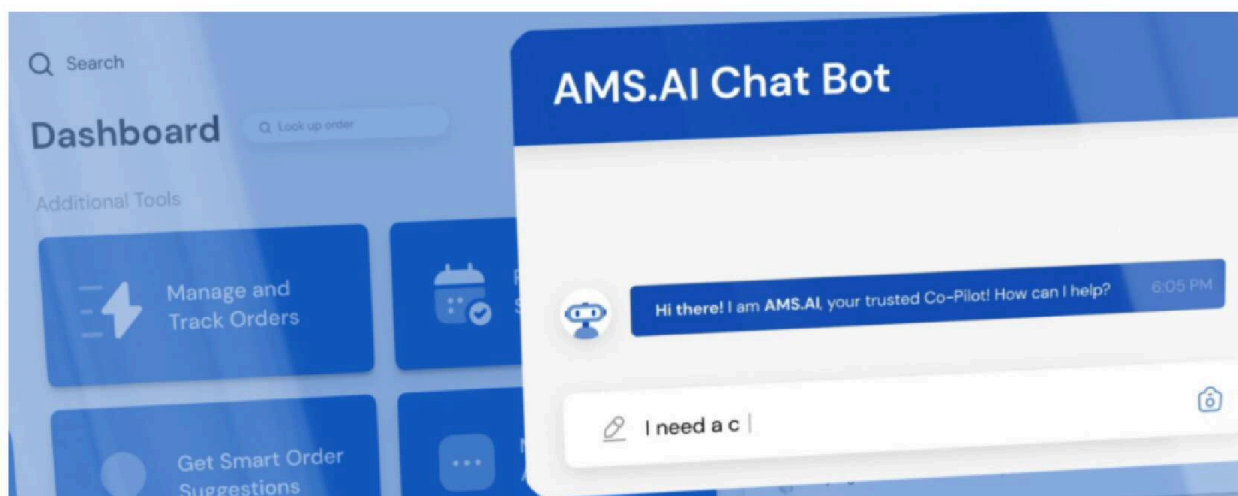 Search
Dashboard
Look up order
Additional Tools
Manage and
Track Orders
Get Smart Order
Suggestions
AMS.AI Chat Bot
Hi there! I am AMS.AI, your trusted Co-Pilot! How can I help?
6:05 PM
I need a c